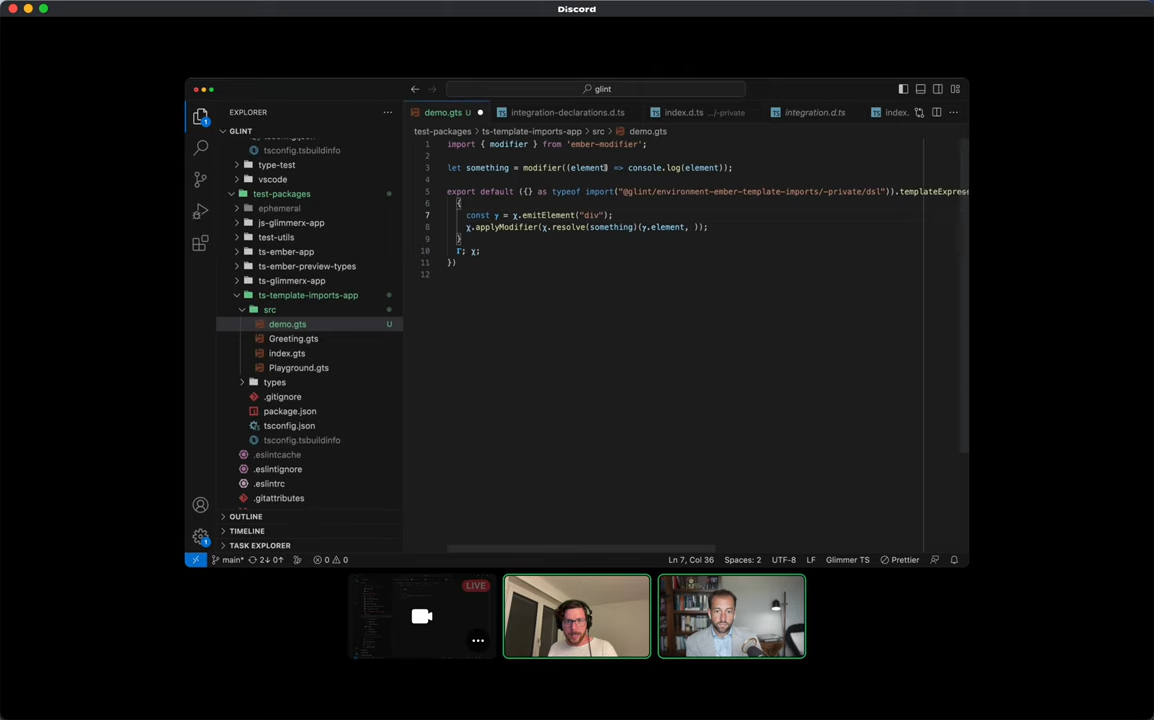 Discord
glint
EXPLORER
demo.gts U
integration-declarations.d.ts
index.d.ts .../-private
integration.d.ts
index.
GLINT
test-packages › ts-template-imports-app › src › demo.gts
tsconfig.tsbuildinfo
type-test
vscode
test-packages
ephemeral
js-glimmerx-app
test-utils
ts-ember-app
ts-ember-preview-types
ts-glimmerx-app
ts-template-imports-app
src
demo.gts U
Greeting.gts
index.gts
Playground.gts
types
.gitignore
package.json
tsconfig.json
tsconfig.tsbuildinfo
.eslintcache
.eslintignore
.eslintrc
.gitattributes
OUTLINE
TIMELINE
TASK EXPLORER
1 import { modifier } from 'ember-modifier';
2
3 let something = modifier((element) => console.log(element));
4
5 export default ({} as typeof import("@glint/environment-ember-template-imports/-private/dsl")).templateExpres
6 {
7 const γ = χ.emitElement("div");
8 χ.applyModifier(χ.resolve(something)(γ.element, ));
9 }
10 Γ; χ;
11 })
12
main* 2↓ 0↑ 0 0
Ln 7, Col 36 Spaces: 2 UTF-8 LF Glimmer TS Prettier
LIVE